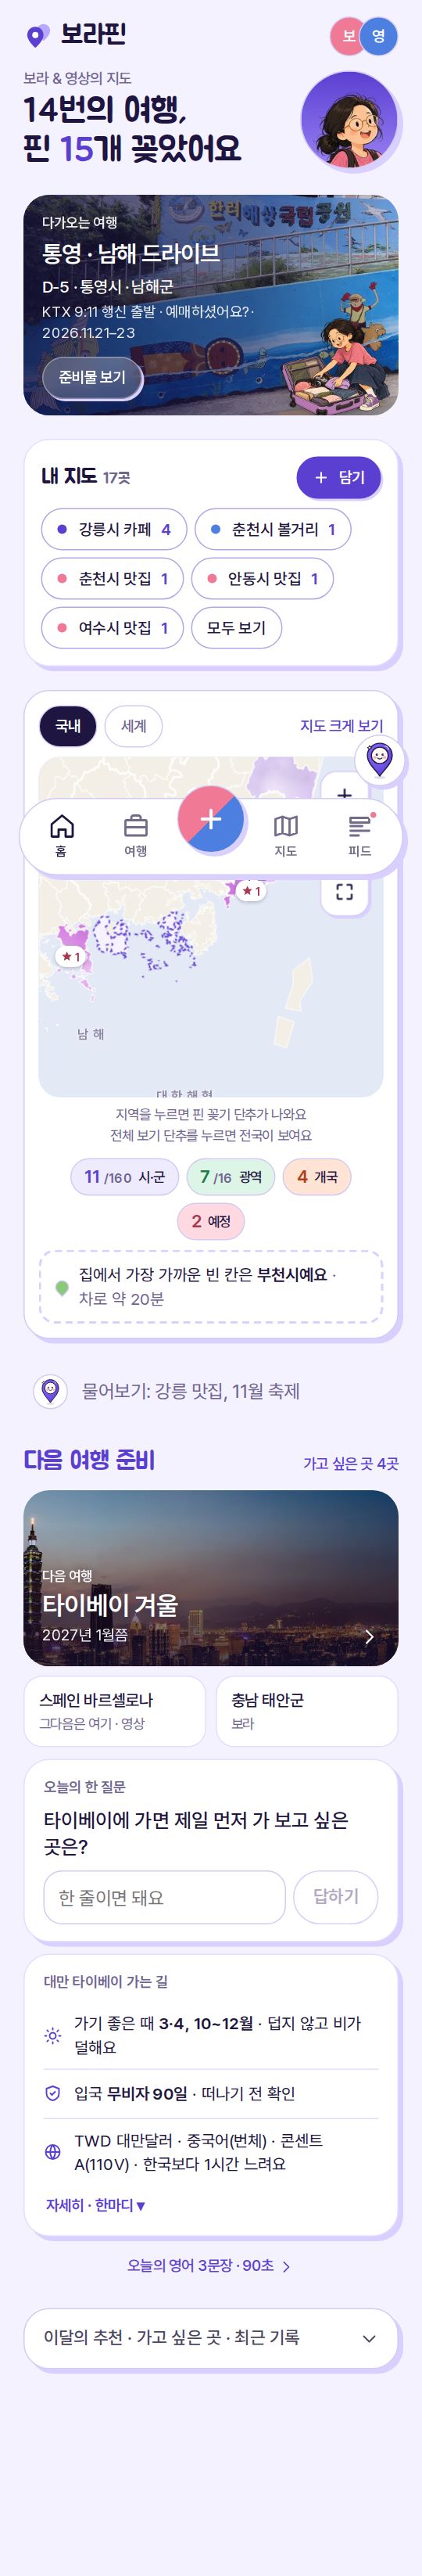 보라핀
보 영
보라 & 영상의 지도
14번의 여행,
핀 15개 꽂았어요
한려해상국립공원
다가오는 여행
통영 · 남해 드라이브
D-5 · 통영시 · 남해군
KTX 9:11 행신 출발 · 예매하셨어요? ·
2026.11.21–23
준비물 보기
내 지도 17곳
+ 담기
강릉시 카페 4
춘천시 볼거리 1
춘천시 맛집 1
안동시 맛집 1
여수시 맛집 1
모두 보기
국내
세계
지도 크게 보기
홈
여행
지도
피드
★ 1
★ 1
남 해
대 한 해 협
지역을 누르면 핀 꽂기 단추가 나와요
전체 보기 단추를 누르면 전국이 보여요
11 /160 시·군
7 /16 광역
4 개국
2 예정
집에서 가장 가까운 빈 칸은 부천시예요 ·
차로 약 20분
물어보기: 강릉 맛집, 11월 축제
다음 여행 준비
가고 싶은 곳 4곳
다음 여행
타이베이 겨울
2027년 1월쯤
스페인 바르셀로나
그다음은 여기 · 영상
충남 태안군
보라
오늘의 한 질문
타이베이에 가면 제일 먼저 가 보고 싶은
곳은?
한 줄이면 돼요
답하기
대만 타이베이 가는 길
가기 좋은 때 3·4, 10~12월 · 덥지 않고 비가
덜해요
입국 무비자 90일 · 떠나기 전 확인
TWD 대만달러 · 중국어(번체) · 콘센트
A(110V) · 한국보다 1시간 느려요
자세히 · 한마디 ▾
오늘의 영어 3문장 · 90초
이달의 추천 · 가고 싶은 곳 · 최근 기록